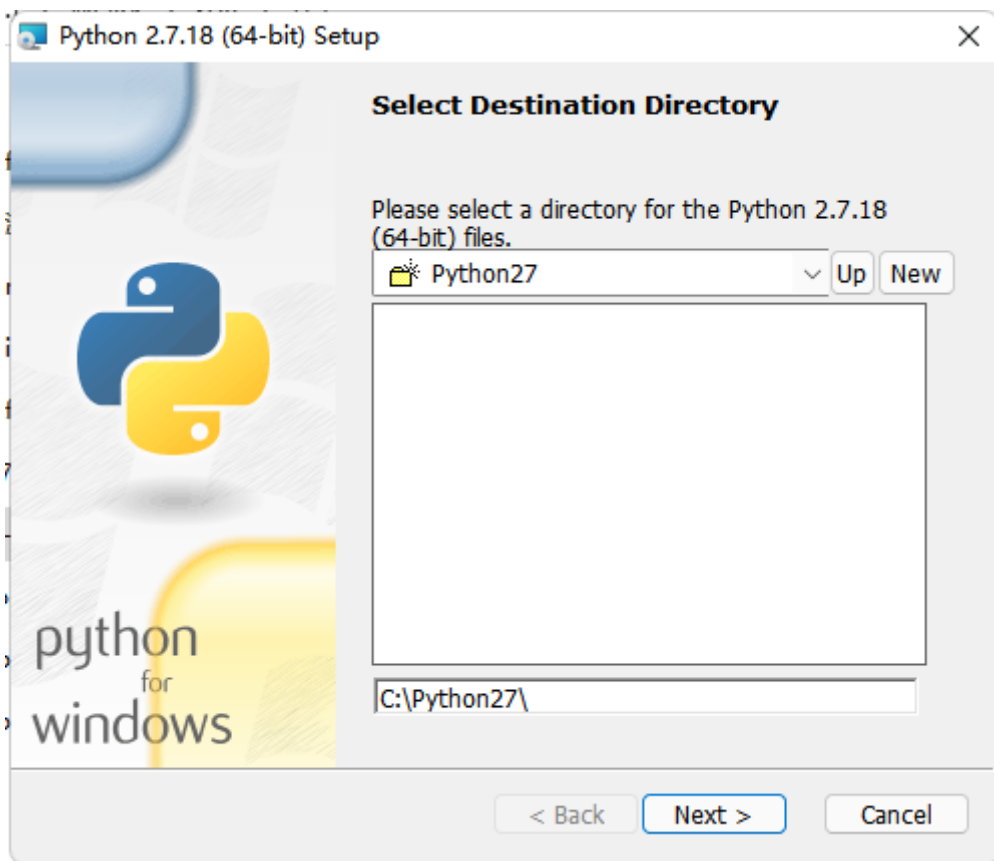 Python 2.7.18 (64-bit) Setup
Select Destination Directory
Please select a directory for the Python 2.7.18
(64-bit) files.
Python27
Up
New
C:\Python27\
python
for
windows
< Back
Next >
Cancel